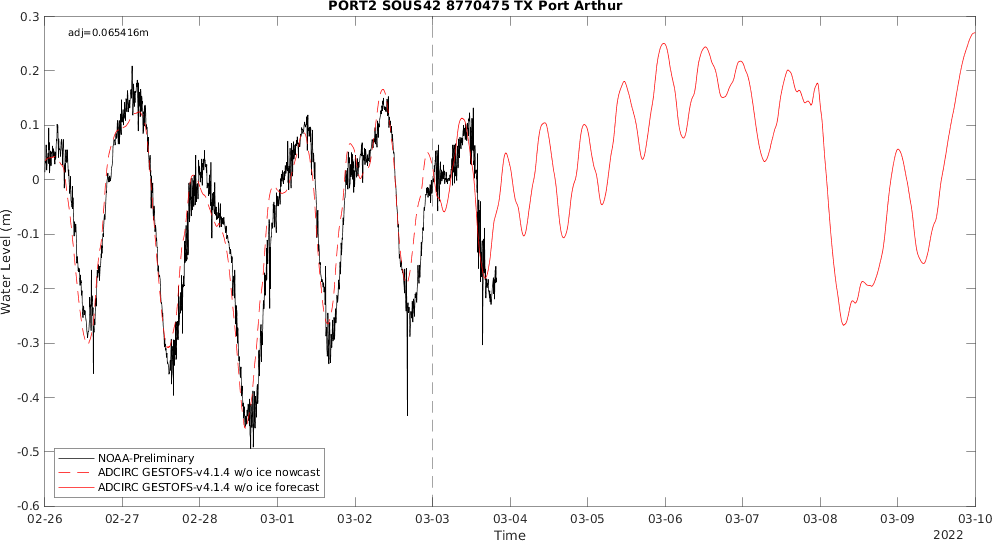 PORT2 SOUS42 8770475 TX Port Arthur
adj=0.065416m
0.3
0.2
0.1
0
-0.1
-0.2
-0.3
-0.4
-0.5
-0.6
Water Level (m)
NOAA-Preliminary
ADCIRC GESTOFS-v4.1.4 w/o ice nowcast
ADCIRC GESTOFS-v4.1.4 w/o ice forecast
02-26 02-27 02-28 03-01 03-02 03-03 03-04 03-05 03-06 03-07 03-08 03-09 03-10
Time
2022